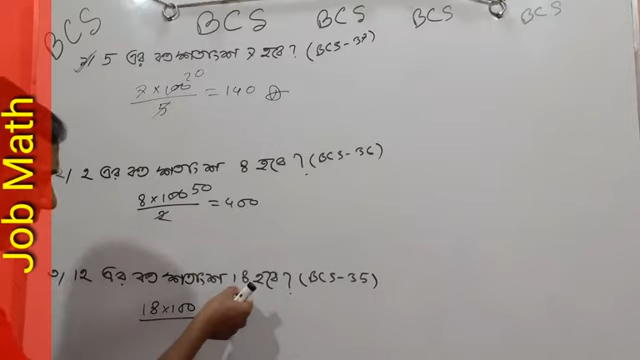 BCS BCS BCS BCS BCS
Job Math
১/ 5 এর কত শতাংশ 7 হবে? (BCS-
7 × 100 20
5
= 140
২/ 2 এর কত শতাংশ 8 হবে? (BCS-36)
8 × 100 50
2
= 400
৩/ 12 এর কত শতাংশ 18 হবে? (BCS-35)
18 × 100